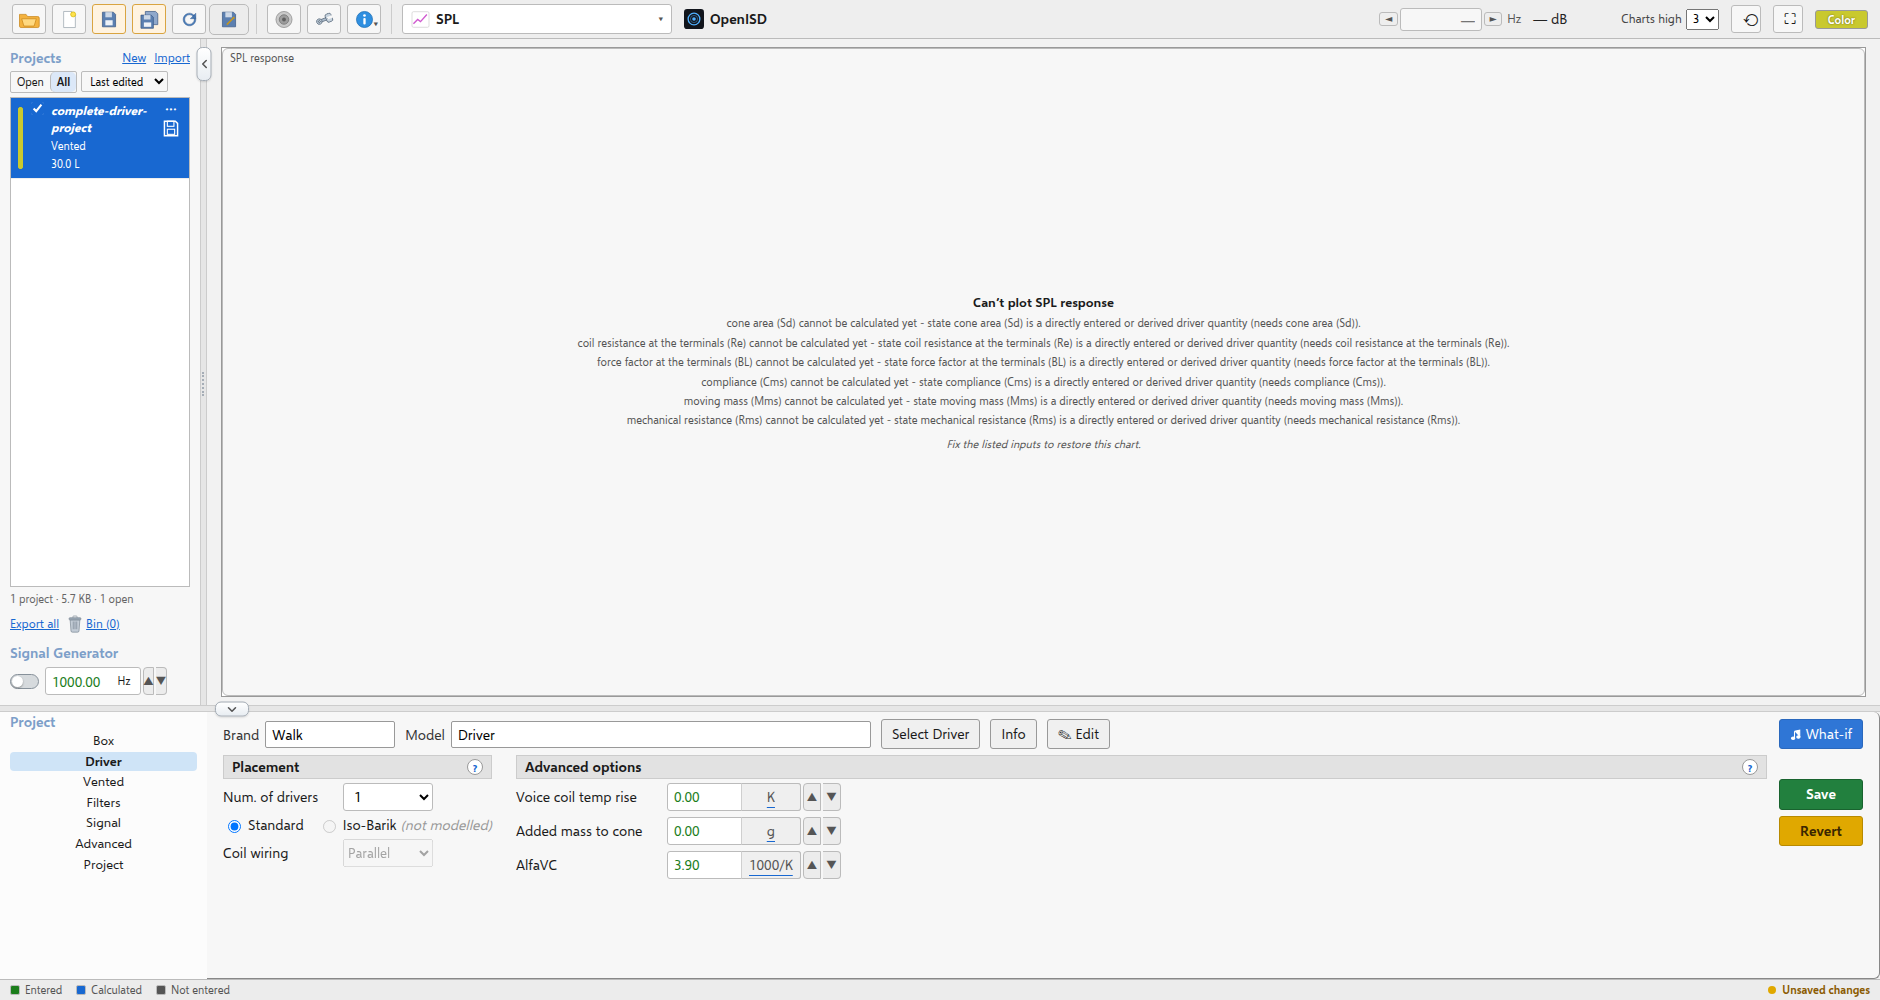 SPL
OpenISD
—
Hz
— dB
Charts high
3
Color
Projects
New
Import
Open
All
Last edited
complete-driver-
project
Vented
30.0 L
1 project · 5.7 KB · 1 open
Export all
Bin (0)
Signal Generator
1000.00 Hz
SPL response
Can't plot SPL response
cone area (Sd) cannot be calculated yet - state cone area (Sd) is a directly entered or derived driver quantity (needs cone area (Sd)).
coil resistance at the terminals (Re) cannot be calculated yet - state coil resistance at the terminals (Re) is a directly entered or derived driver quantity (needs coil resistance at the terminals (Re)).
force factor at the terminals (BL) cannot be calculated yet - state force factor at the terminals (BL) is a directly entered or derived driver quantity (needs force factor at the terminals (BL)).
compliance (Cms) cannot be calculated yet - state compliance (Cms) is a directly entered or derived driver quantity (needs compliance (Cms)).
moving mass (Mms) cannot be calculated yet - state moving mass (Mms) is a directly entered or derived driver quantity (needs moving mass (Mms)).
mechanical resistance (Rms) cannot be calculated yet - state mechanical resistance (Rms) is a directly entered or derived driver quantity (needs mechanical resistance (Rms)).
Fix the listed inputs to restore this chart.
Project
Box
Driver
Vented
Filters
Signal
Advanced
Project
Brand Walk
Model Driver
Select Driver
Info
Edit
What-if
Save
Revert
Placement ?
Num. of drivers 1
Standard
Iso-Barik (not modelled)
Coil wiring Parallel
Advanced options ?
Voice coil temp rise 0.00 K
Added mass to cone 0.00 g
AlfaVC 3.90 1000/K
Entered
Calculated
Not entered
Unsaved changes